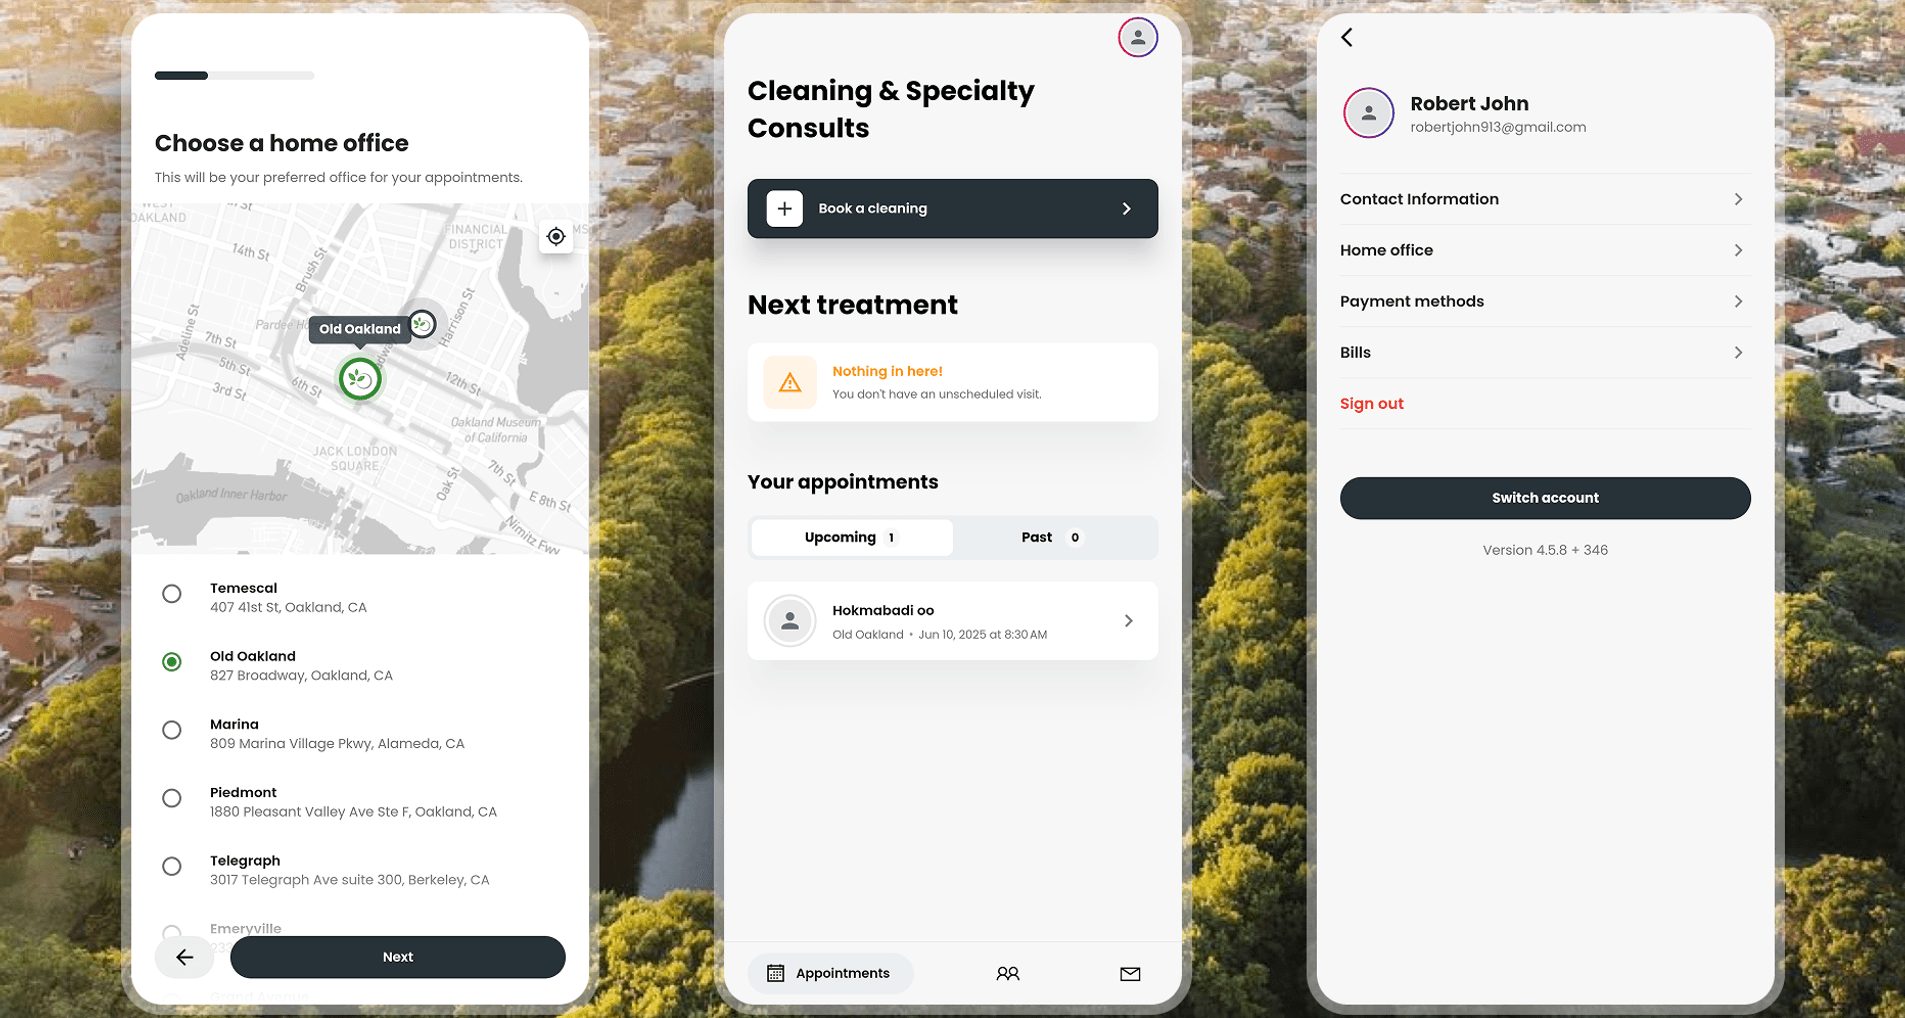 Choose a home office
This will be your preferred office for your appointments.
WEST
OAKLAND
FINANCIAL
DISTRICT
14th St
Brush St
Harrison St
Adeline St
Old Oakland
7th St
5th St
3rd St
6th St
12th St
Oakland Museum
of California
JACK LONDON
SQUARE
7th St
Oak St
E 8th St
Oakland Inner Harbor
Nimitz Fwy
Temescal
407 41st St, Oakland, CA
Old Oakland
827 Broadway, Oakland, CA
Marina
809 Marina Village Pkwy, Alameda, CA
Piedmont
1880 Pleasant Valley Ave Ste F, Oakland, CA
Telegraph
3017 Telegraph Ave suite 300, Berkeley, CA
Emeryville
Next
Cleaning & Specialty
Consults
Book a cleaning
Next treatment
Nothing in here!
You don't have an unscheduled visit.
Your appointments
Upcoming 1 Past 0
Hokmabadi oo
Old Oakland • Jun 10, 2025 at 8:30 AM
Appointments
Robert John
robertjohn913@gmail.com
Contact Information
Home office
Payment methods
Bills
Sign out
Switch account
Version 4.5.8 + 346